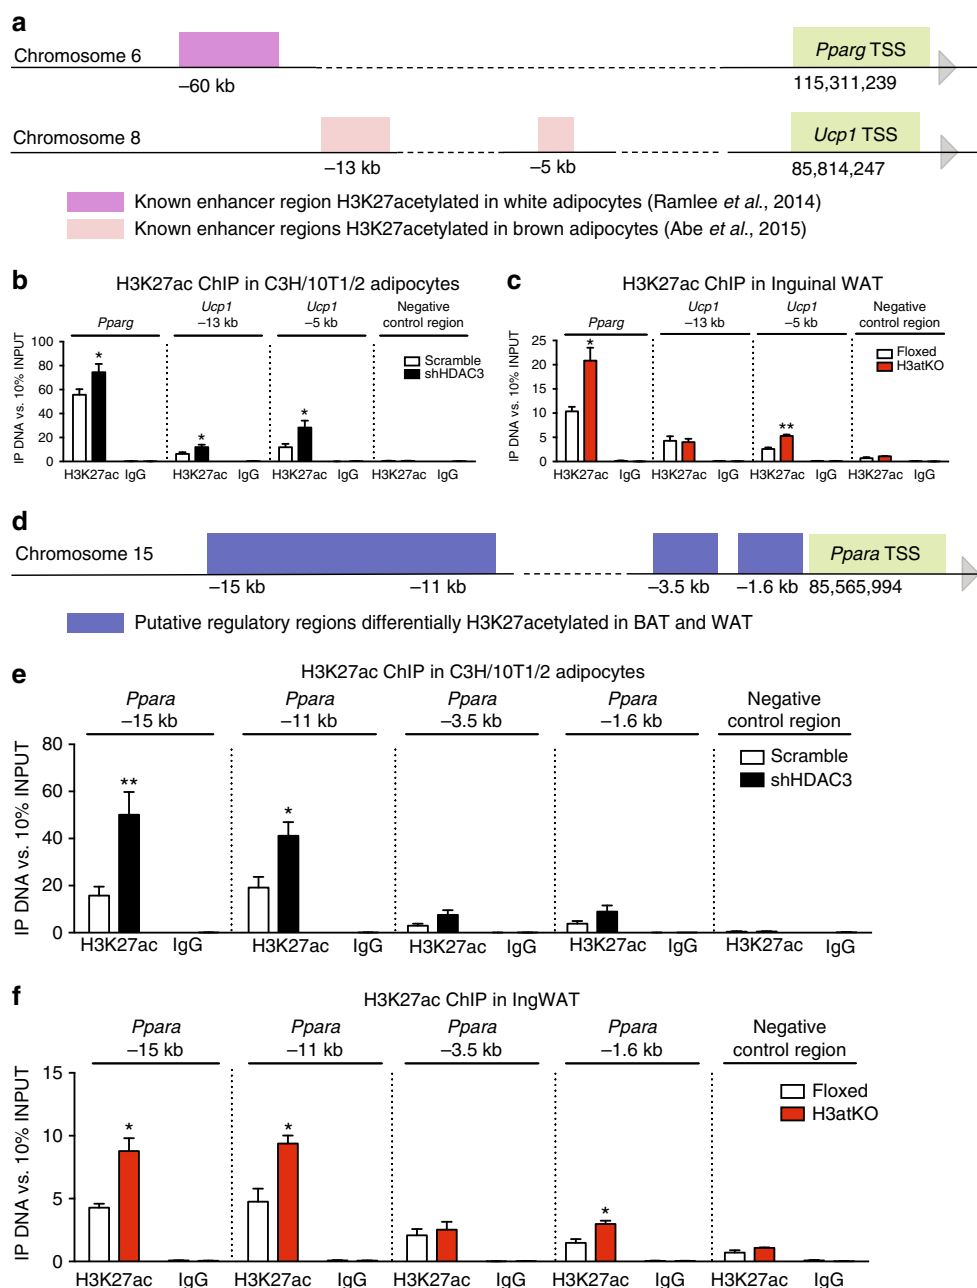 a
Chromosome 6
Pparg TSS
−60 kb
115,311,239
Chromosome 8
Ucp1 TSS
−13 kb
−5 kb
85,814,247
Known enhancer region H3K27acetylated in white adipocytes (Ramlee et al., 2014)
Known enhancer regions H3K27acetylated in brown adipocytes (Abe et al., 2015)
b
H3K27ac ChIP in C3H/10T1/2 adipocytes
Pparg
Ucp1
−13 kb
Ucp1
−5 kb
Negative
control region
IP DNA vs. 10% INPUT
100
80
60
40
20
0
*
*
*
Scramble
shHDAC3
H3K27ac IgG
H3K27ac IgG
H3K27ac IgG
H3K27ac IgG
c
H3K27ac ChIP in Inguinal WAT
Pparg
Ucp1
−13 kb
Ucp1
−5 kb
Negative
control region
IP DNA vs. 10% INPUT
25
20
15
10
5
0
*
**
Floxed
H3atKO
H3K27ac IgG
H3K27ac IgG
H3K27ac IgG
H3K27ac IgG
d
Chromosome 15
Ppara TSS
−15 kb
−11 kb
−3.5 kb
−1.6 kb
85,565,994
Putative regulatory regions differentially H3K27acetylated in BAT and WAT
e
H3K27ac ChIP in C3H/10T1/2 adipocytes
Ppara
−15 kb
Ppara
−11 kb
Ppara
−3.5 kb
Ppara
−1.6 kb
Negative
control region
IP DNA vs. 10% INPUT
80
60
40
20
0
**
*
Scramble
shHDAC3
H3K27ac IgG
H3K27ac IgG
H3K27ac IgG
H3K27ac IgG
H3K27ac IgG
f
H3K27ac ChIP in IngWAT
Ppara
−15 kb
Ppara
−11 kb
Ppara
−3.5 kb
Ppara
−1.6 kb
Negative
control region
IP DNA vs. 10% INPUT
15
10
5
0
*
*
*
Floxed
H3atKO
H3K27ac IgG
H3K27ac IgG
H3K27ac IgG
H3K27ac IgG
H3K27ac IgG